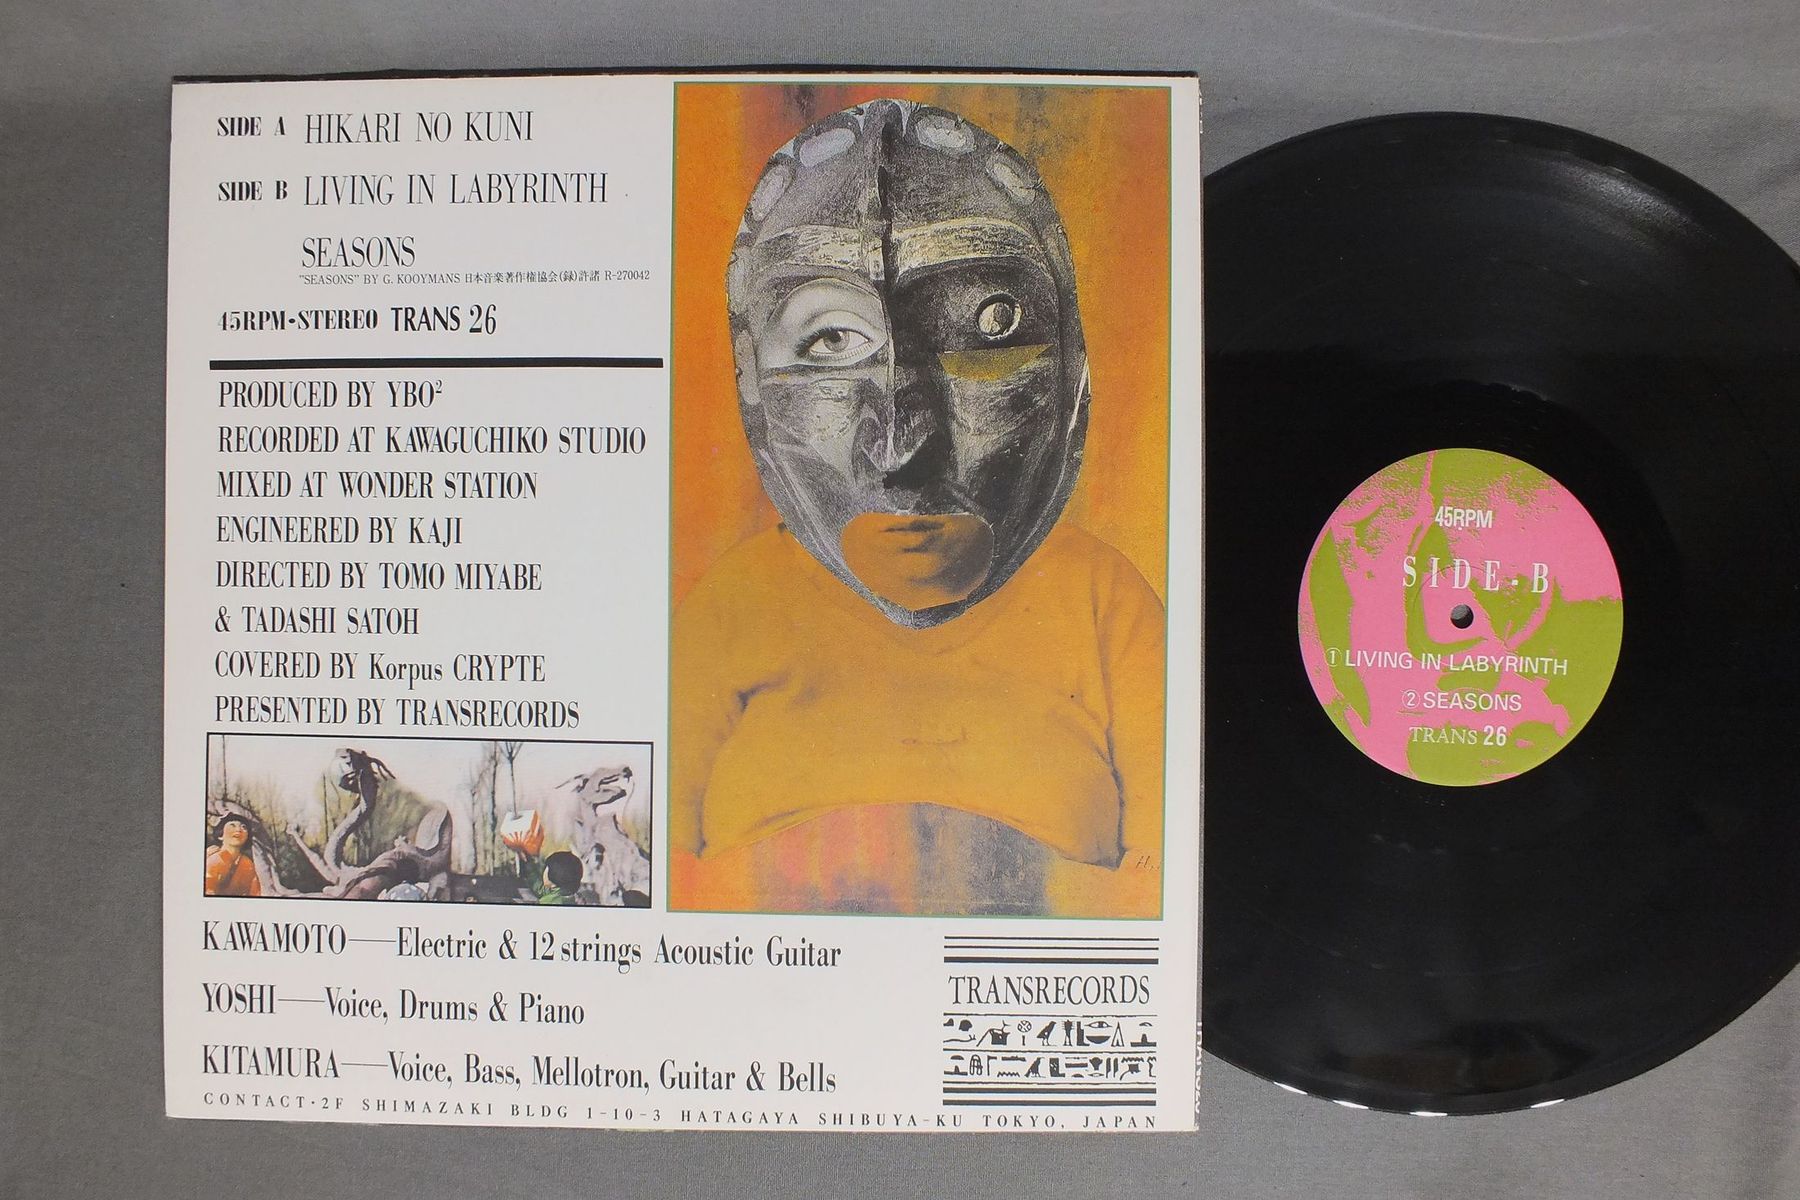 SIDE A HIKARI NO KUNI
SIDE B LIVING IN LABYRINTH
SEASONS
"SEASONS" BY G. KOOYMANS 日本音楽著作権協会(録)許諾 R-270042
45RPM•STEREO TRANS 26
PRODUCED BY YBO²
RECORDED AT KAWAGUCHIKO STUDIO
MIXED AT WONDER STATION
ENGINEERED BY KAJI
DIRECTED BY TOMO MIYABE
& TADASHI SATOH
COVERED BY Korpus CRYPTE
PRESENTED BY TRANSRECORDS
KAWAMOTO——Electric & 12 strings Acoustic Guitar
YOSHI——Voice, Drums & Piano
KITAMURA——Voice, Bass, Mellotron, Guitar & Bells
CONTACT・2F SHIMAZAKI BLDG 1-10-3 HATAGAYA SHIBUYA-KU TOKYO, JAPAN
TRANSRECORDS
45RPM
SIDE-B
①LIVING IN LABYRINTH
②SEASONS
TRANS 26